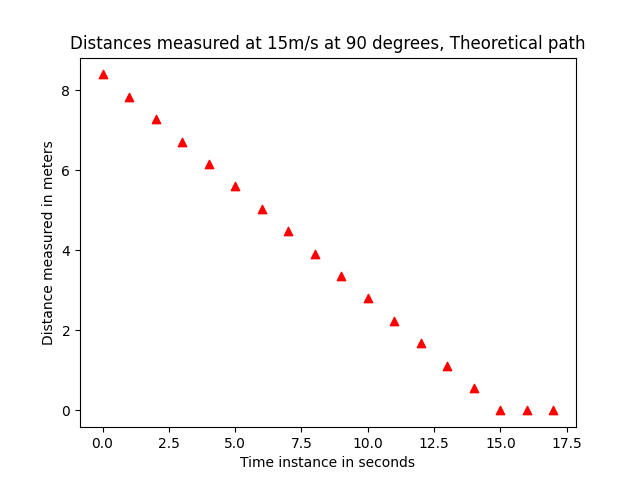 Distances measured at 15m/s at 90 degrees, Theoretical path
8
6
4
2
0
Distance measured in meters
0.0 2.5 5.0 7.5 10.0 12.5 15.0 17.5
Time instance in seconds